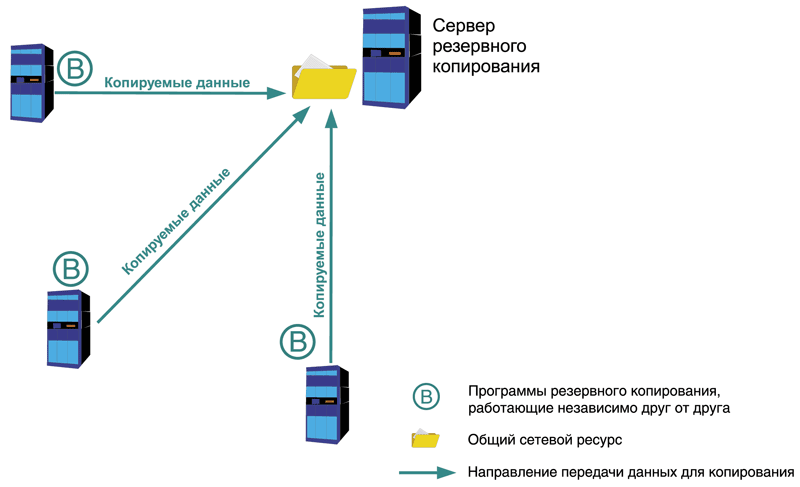 Сервер
резервного
копирования
B
Копируемые данные
Копируемые данные
Копируемые данные
B
B
B
Программы резервного копирования,
работающие независимо друг от друга
Общий сетевой ресурс
Направление передачи данных для копирования